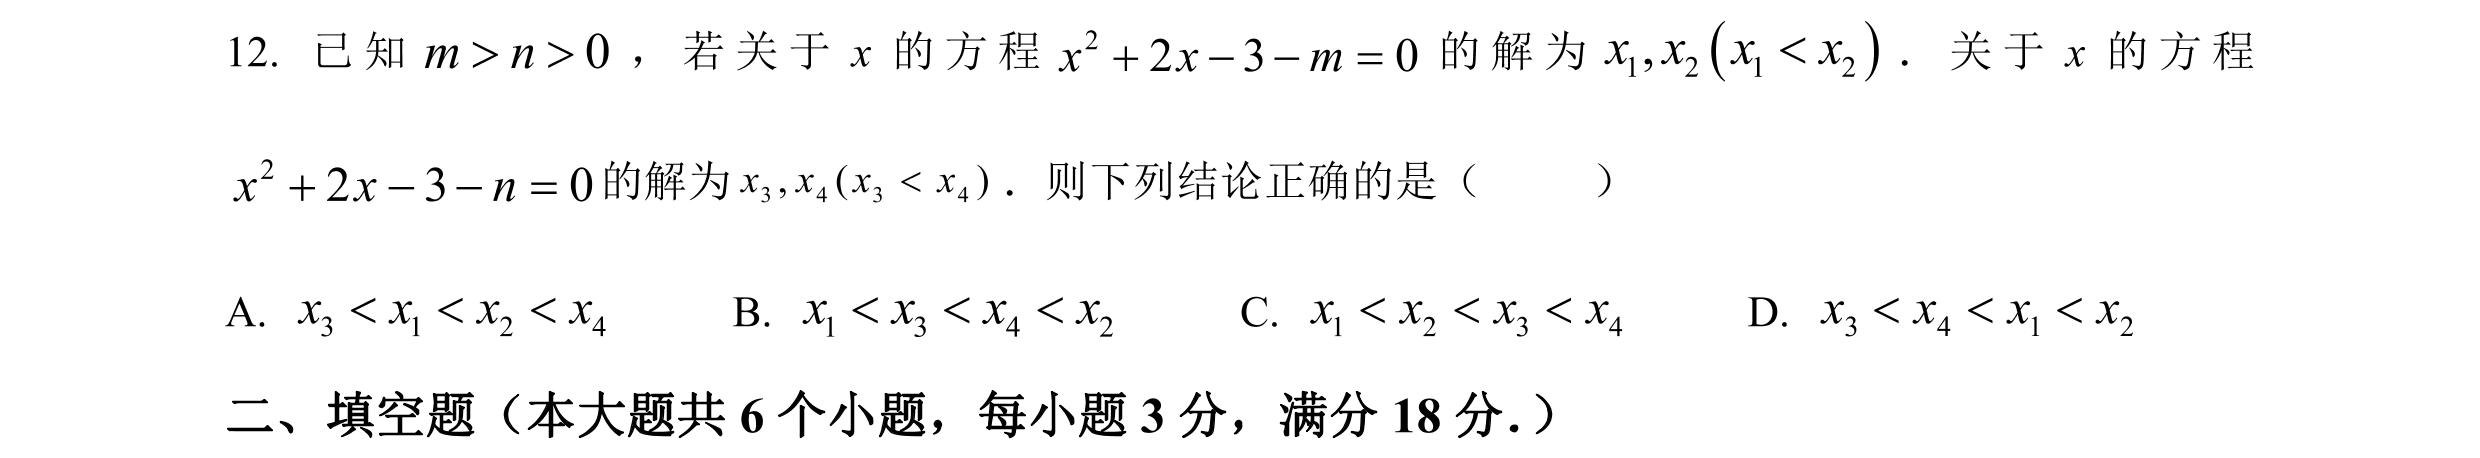 12. 已知 m > n > 0 ，若关于 x 的方程 x² + 2x − 3 − m = 0 的解为 x₁, x₂ (x₁ < x₂) ．关于 x 的方程
x² + 2x − 3 − n = 0 的解为 x₃, x₄ (x₃ < x₄) ．则下列结论正确的是（　　）
A. x₃ < x₁ < x₂ < x₄　B. x₁ < x₃ < x₄ < x₂　C. x₁ < x₂ < x₃ < x₄　D. x₃ < x₄ < x₁ < x₂
二、填空题（本大题共 6 个小题，每小题 3 分，满分 18 分．）